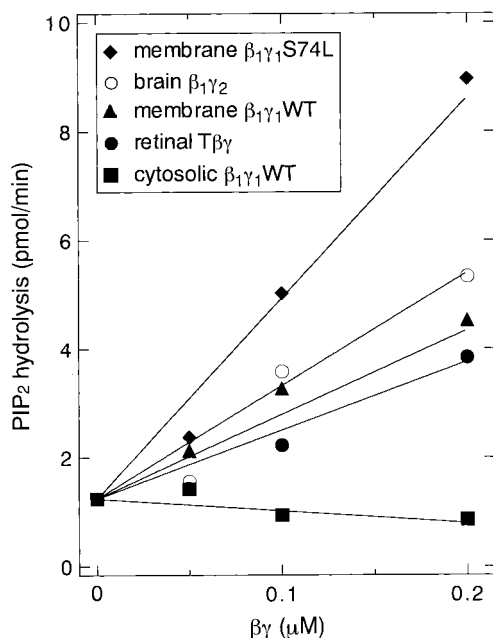 10
8
6
4
2
0
PIP₂ hydrolysis (pmol/min)
membrane β₁γ₁S74L
brain β₁γ₂
membrane β₁γ₁WT
retinal Tβγ
cytosolic β₁γ₁WT
0
0.1
0.2
βγ (μM)